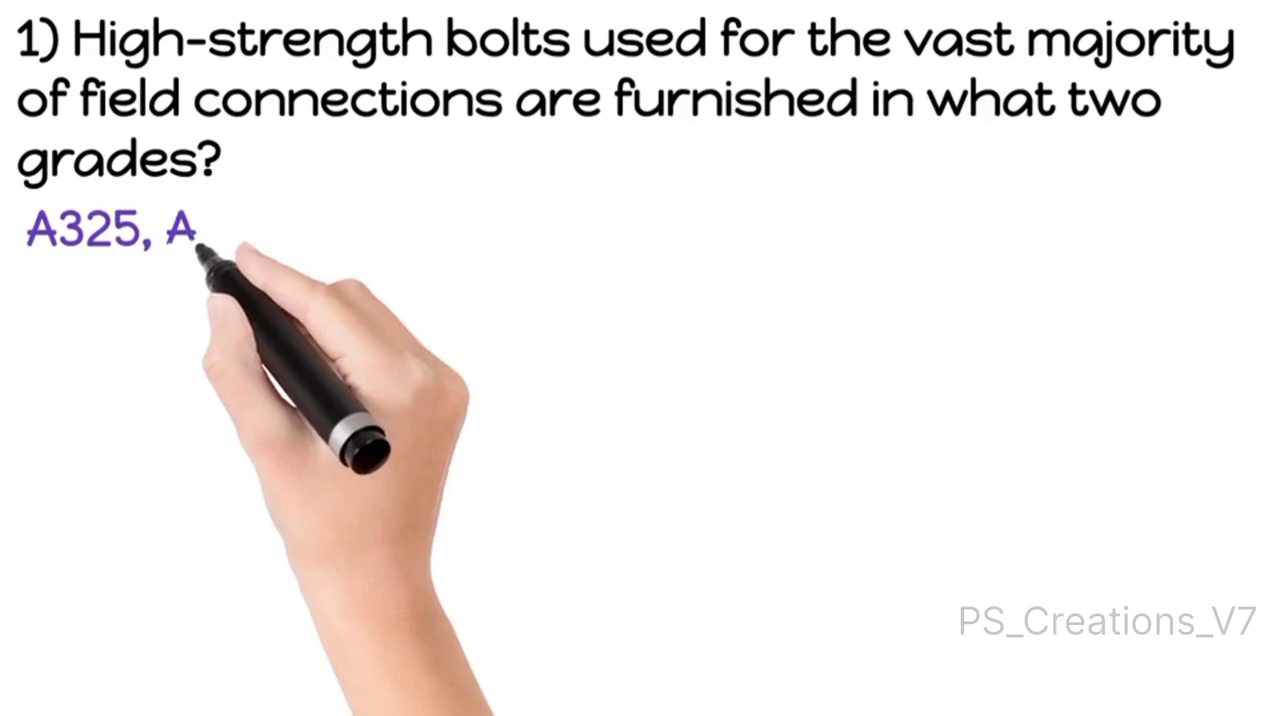 1) High-strength bolts used for the vast majority
of field connections are furnished in what two
grades?
A325, A
PS_Creations_V7